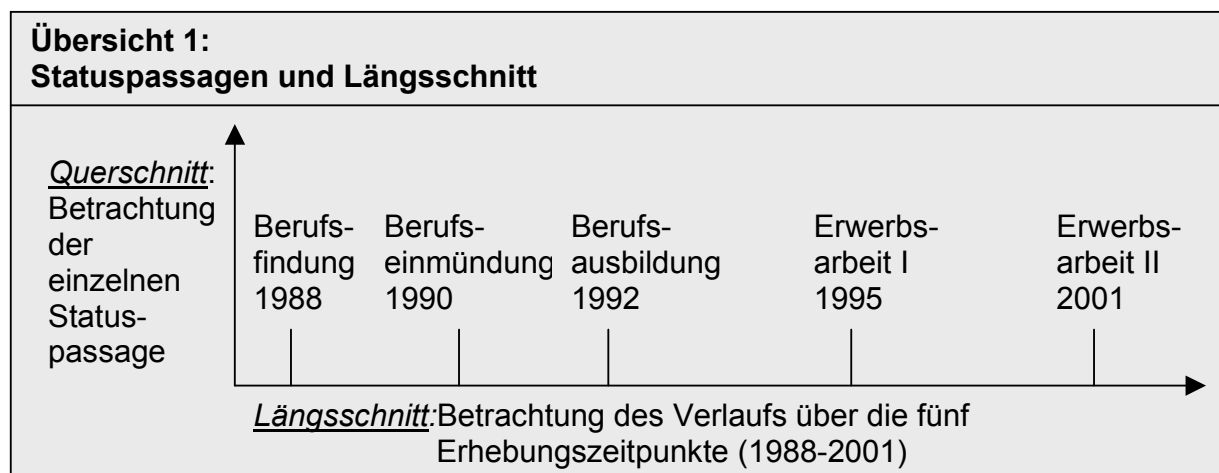 Übersicht 1:
Statuspassagen und Längsschnitt
Querschnitt:
Betrachtung
der
einzelnen
Status-
passage
Berufs-
findung
1988
Berufs-
einmündung
1990
Berufs-
ausbildung
1992
Erwerbs-
arbeit I
1995
Erwerbs-
arbeit II
2001
Längsschnitt:Betrachtung des Verlaufs über die fünf
Erhebungszeitpunkte (1988-2001)